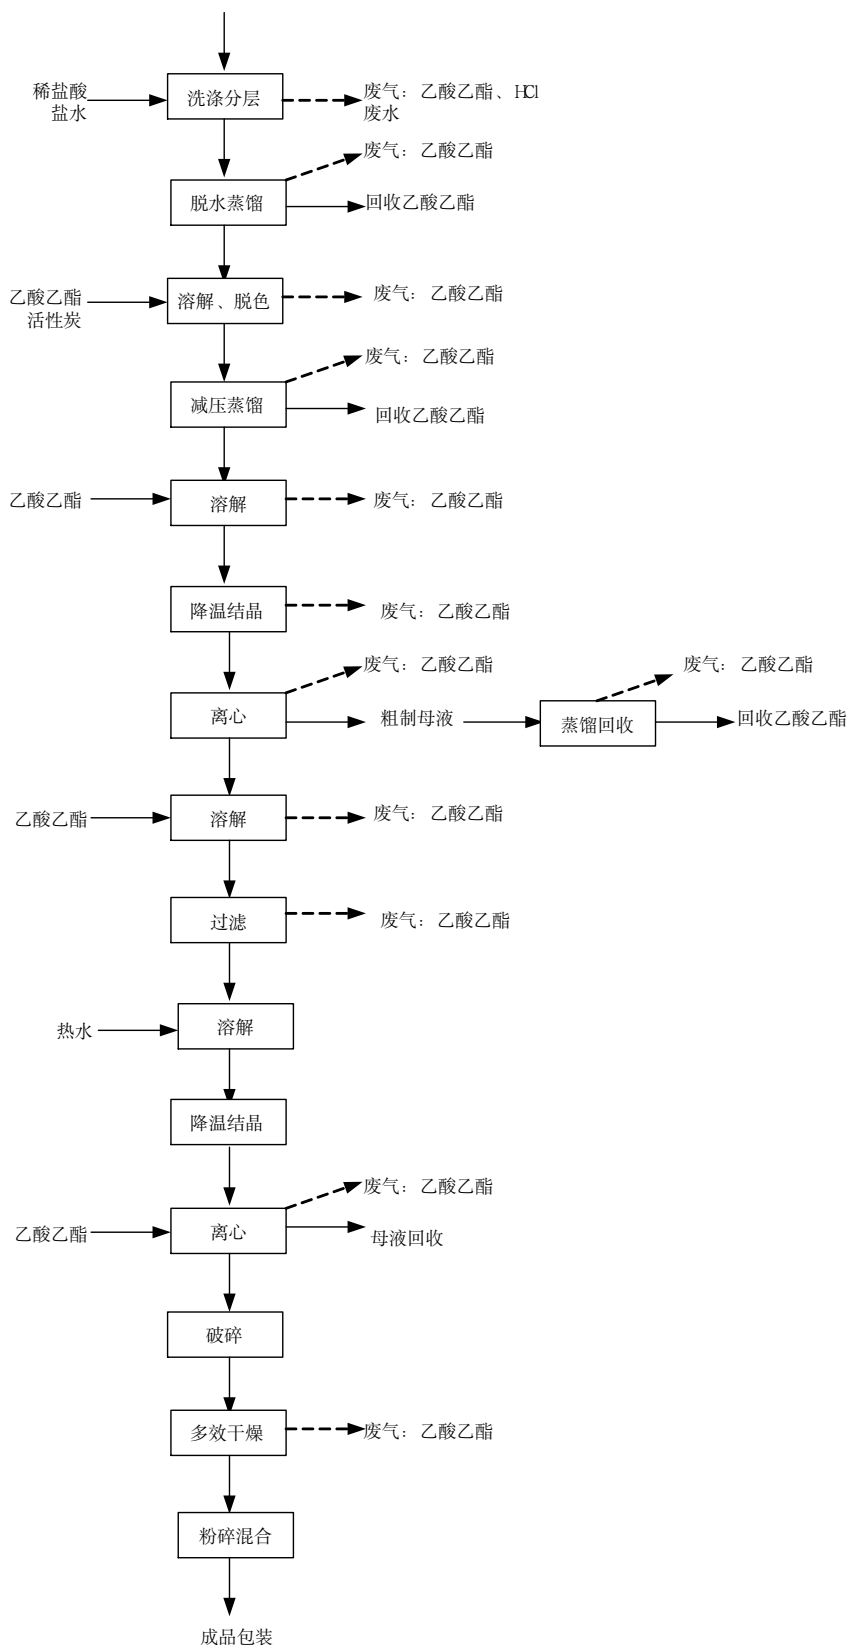 稀盐酸
盐水
洗涤分层
废气：乙酸乙酯、HCl
废水
废气：乙酸乙酯
脱水蒸馏
回收乙酸乙酯
乙酸乙酯
活性炭
溶解、脱色
废气：乙酸乙酯
废气：乙酸乙酯
减压蒸馏
回收乙酸乙酯
乙酸乙酯
溶解
废气：乙酸乙酯
降温结晶
废气：乙酸乙酯
废气：乙酸乙酯
废气：乙酸乙酯
离心
粗制母液
蒸馏回收
回收乙酸乙酯
乙酸乙酯
溶解
废气：乙酸乙酯
过滤
废气：乙酸乙酯
热水
溶解
降温结晶
废气：乙酸乙酯
乙酸乙酯
离心
母液回收
破碎
多效干燥
废气：乙酸乙酯
粉碎混合
成品包装